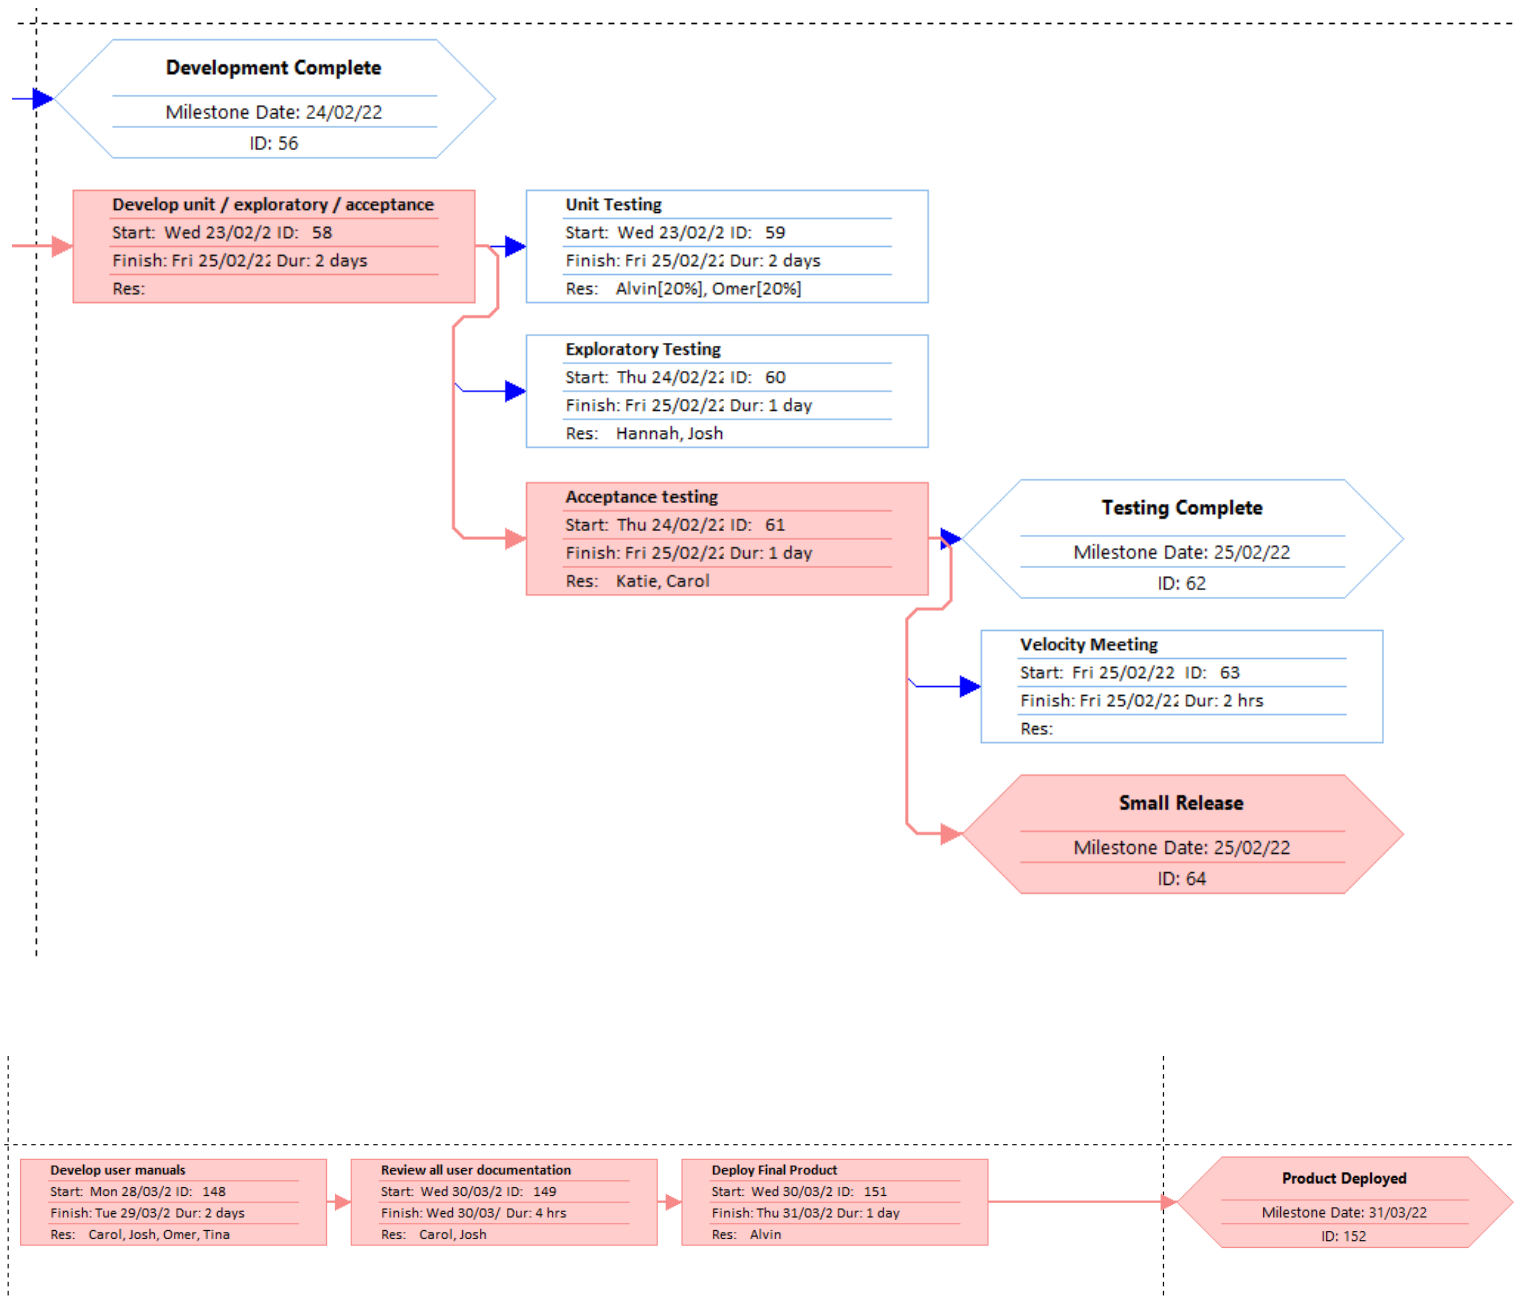 Development Complete
Milestone Date: 24/02/22
ID: 56
Develop unit / exploratory / acceptance
Start: Wed 23/02/2 ID: 58
Finish: Fri 25/02/22 Dur: 2 days
Res:
Unit Testing
Start: Wed 23/02/2 ID: 59
Finish: Fri 25/02/22 Dur: 2 days
Res: Alvin[20%], Omer[20%]
Exploratory Testing
Start: Thu 24/02/22 ID: 60
Finish: Fri 25/02/22 Dur: 1 day
Res: Hannah, Josh
Acceptance testing
Start: Thu 24/02/22 ID: 61
Finish: Fri 25/02/22 Dur: 1 day
Res: Katie, Carol
Testing Complete
Milestone Date: 25/02/22
ID: 62
Velocity Meeting
Start: Fri 25/02/22 ID: 63
Finish: Fri 25/02/22 Dur: 2 hrs
Res:
Small Release
Milestone Date: 25/02/22
ID: 64
Develop user manuals
Start: Mon 28/03/2 ID: 148
Finish: Tue 29/03/2 Dur: 2 days
Res: Carol, Josh, Omer, Tina
Review all user documentation
Start: Wed 30/03/2 ID: 149
Finish: Wed 30/03/ Dur: 4 hrs
Res: Carol, Josh
Deploy Final Product
Start: Wed 30/03/2 ID: 151
Finish: Thu 31/03/2 Dur: 1 day
Res: Alvin
Product Deployed
Milestone Date: 31/03/22
ID: 152